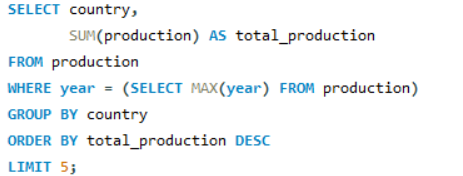 SELECT country,
       SUM(production) AS total_production
FROM production
WHERE year = (SELECT MAX(year) FROM production)
GROUP BY country
ORDER BY total_production DESC
LIMIT 5;